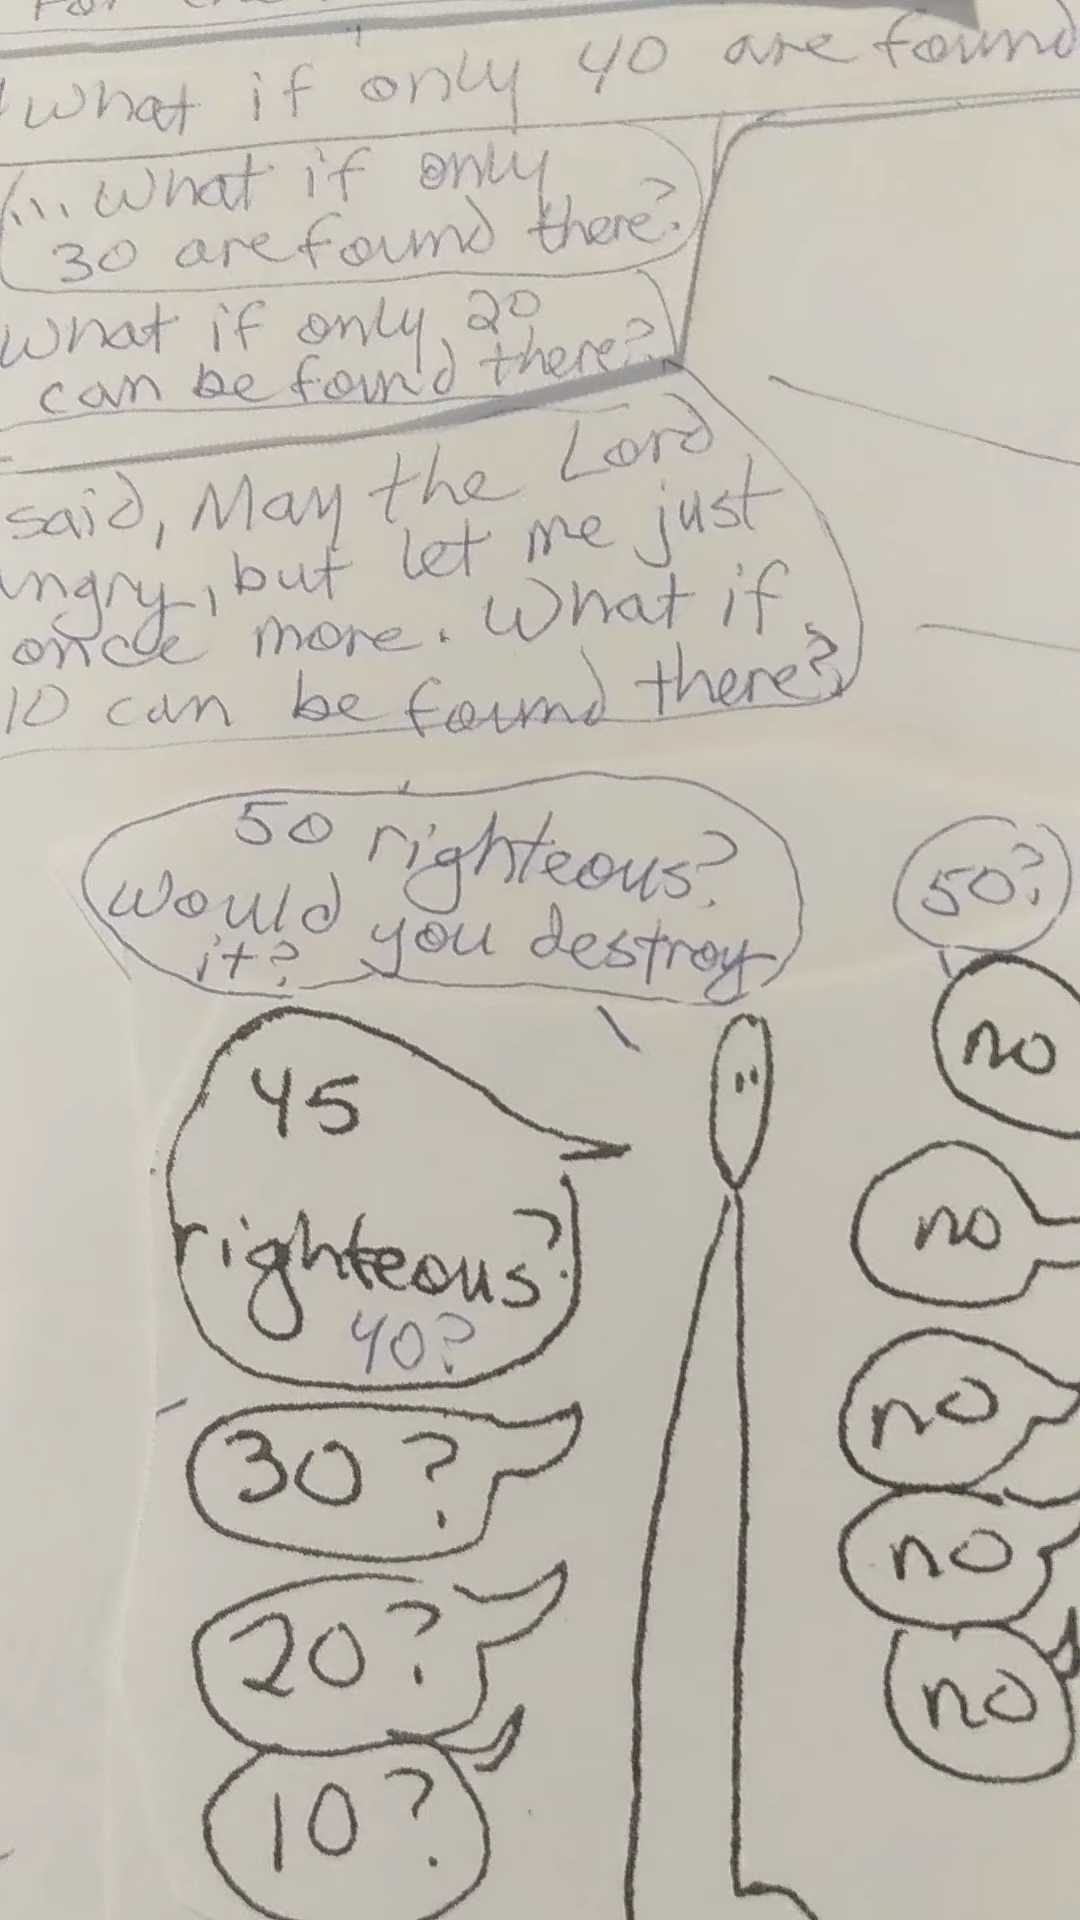 what if only 40 are found
... what if only
30 are found there?
what if only 20
can be found there?
said, May the Lord
angry, but let me just
once more. What if
10 can be found there?
50 righteous?
would you destroy
it?
50?
no
45
righteous?
40?
no
30 ?
no
20 ?
no
10 ?
no